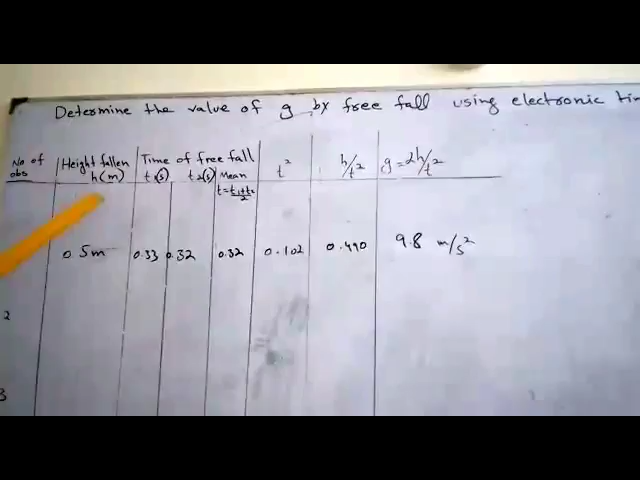 Determine the value of g by free fall using electronic
No of obs Height fallen h(m) Time of free fall t₁(s) t₂(s) Mean t=t₁+t₂/2 t² h/t² g=2h/t²
0.5m 0.33 0.32 0.32 0.102 0.490 9.8 m/s²
2
3